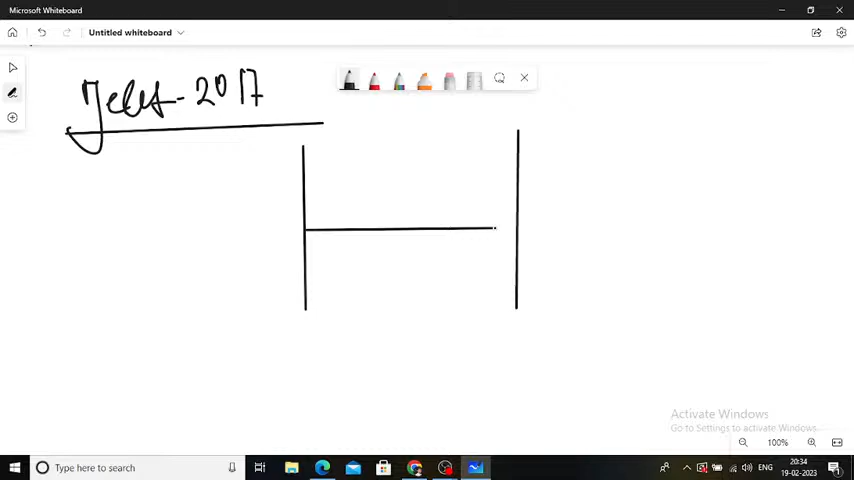 Microsoft Whiteboard
Untitled whiteboard
Jelet-2017
Activate Windows
Go to Settings to activate Windows.
100%
Type here to search
ENG
20:34
19-02-2023